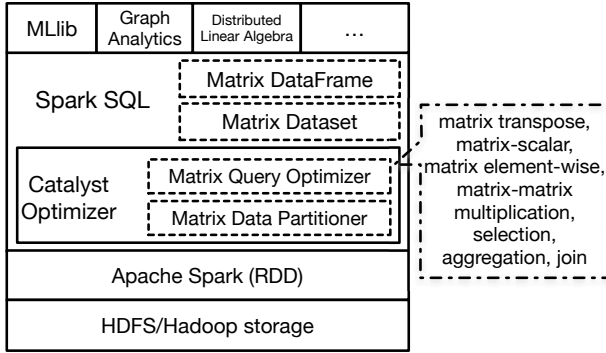 MLlib
Graph
Analytics
Distributed
Linear Algebra
...
Spark SQL
Matrix DataFrame
Matrix Dataset
Catalyst
Optimizer
Matrix Query Optimizer
Matrix Data Partitioner
matrix transpose,
matrix-scalar,
matrix element-wise,
matrix-matrix
multiplication,
selection,
aggregation, join
Apache Spark (RDD)
HDFS/Hadoop storage